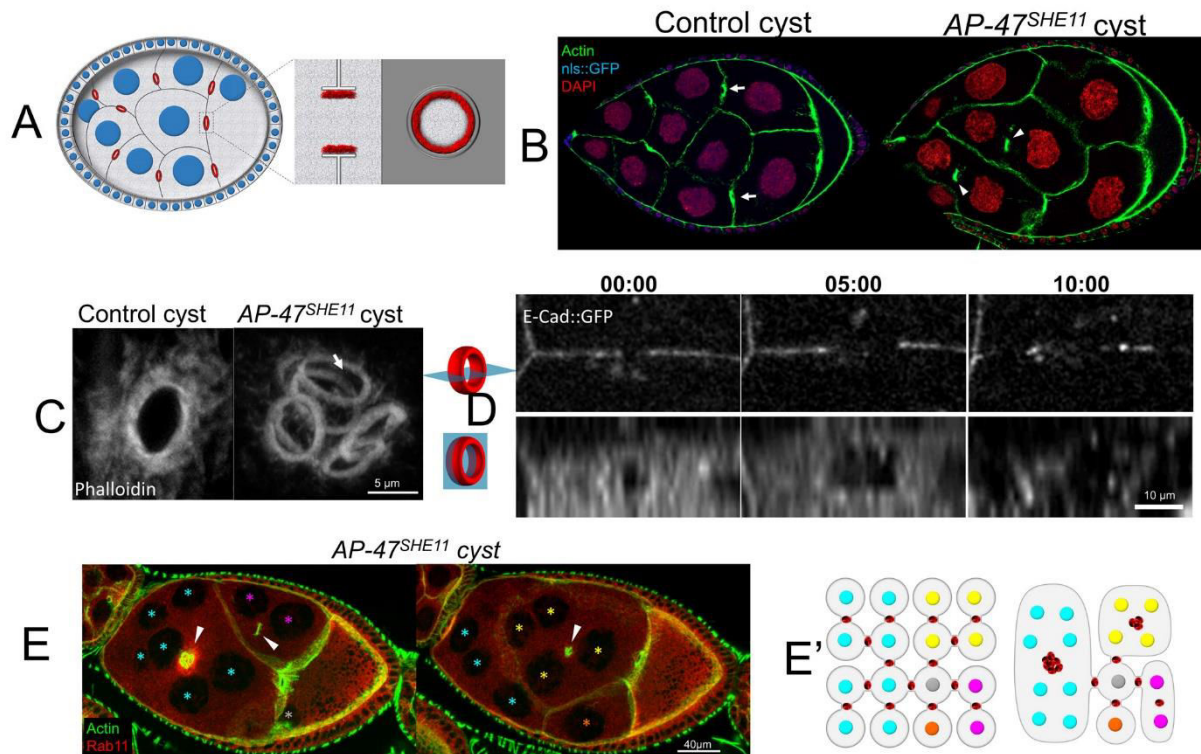 A
B
Control cyst
AP-47SHE11 cyst
Actin
nls::GFP
DAPI
C
Control cyst
AP-47SHE11 cyst
Phalloidin
5 µm
D
00:00
05:00
10:00
E-Cad::GFP
10 µm
E
AP-47SHE11 cyst
* * * * * * * * *
* * * * * * * *
Actin
Rab11
40µm
E'